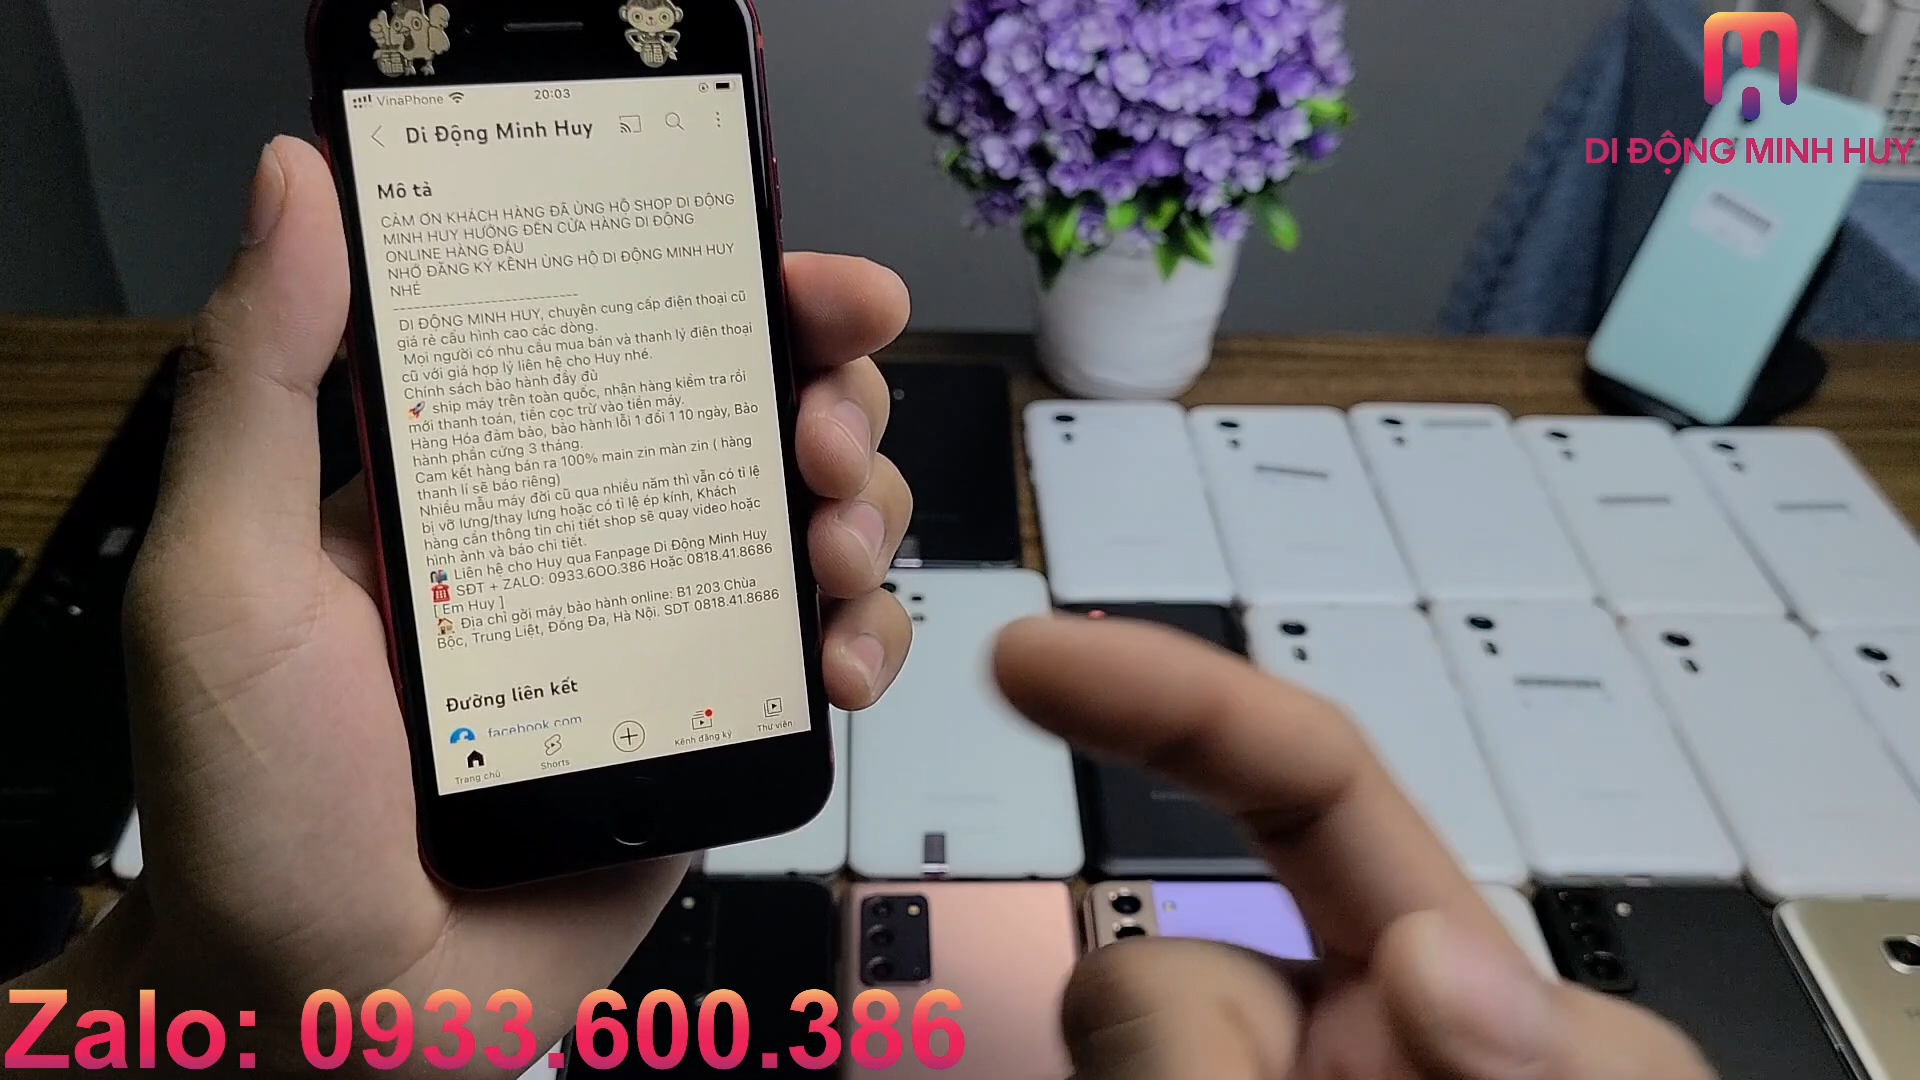 VinaPhone
20:03
Di Động Minh Huy
Mô tả
CẢM ƠN KHÁCH HÀNG ĐÃ ỦNG HỘ SHOP DI ĐỘNG
MINH HUY HƯỚNG ĐẾN CỬA HÀNG DI ĐỘNG
ONLINE HÀNG ĐẦU
NHỚ ĐĂNG KÝ KÊNH ỦNG HỘ DI ĐỘNG MINH HUY
NHÉ
--------------------------
DI ĐỘNG MINH HUY, chuyên cung cấp điện thoại cũ
giá rẻ cấu hình cao các dòng.
Mọi người có nhu cầu mua bán và thanh lý điện thoại
cũ với giá hợp lý liên hệ cho Huy nhé.
Chính sách bảo hành đầy đủ
🚀 ship máy trên toàn quốc, nhận hàng kiểm tra rồi
mới thanh toán, tiền cọc trừ vào tiền máy.
Hàng Hóa đảm bảo, bảo hành lỗi 1 đổi 1 10 ngày, Bảo
hành phần cứng 3 tháng.
Cam kết hàng bán ra 100% main zin màn zin ( hàng
thanh lí sẽ báo riêng)
Nhiều mẫu máy đời cũ qua nhiều năm thì vẫn có tỉ lệ
bị vỡ lưng/thay lưng hoặc có tỉ lệ ép kính, Khách
hàng cần thông tin chi tiết shop sẽ quay video hoặc
hình ảnh và báo chi tiết.
📬 Liên hệ cho Huy qua Fanpage Di Động Minh Huy
☎️ SĐT + ZALO: 0933.6OO.386 Hoặc 0818.41.8686
[ Em Huy ]
🏠 Địa chỉ gởi máy bảo hành online: B1 203 Chùa
Bộc, Trung Liệt, Đống Đa, Hà Nội. SDT 0818.41.8686
Đường liên kết
facebook.com
Trang chủ
Shorts
Kênh đăng ký
Thư viện
DI ĐỘNG MINH HUY
Zalo: 0933.600.386